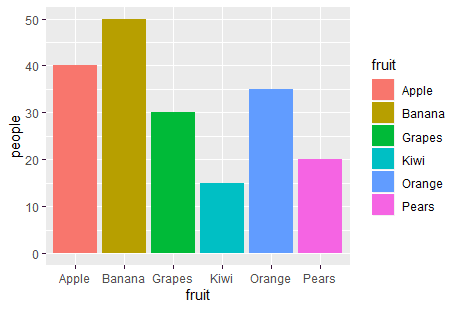 people
50
40
30
20
10
0
Apple Banana Grapes Kiwi Orange Pears
fruit
fruit
Apple
Banana
Grapes
Kiwi
Orange
Pears